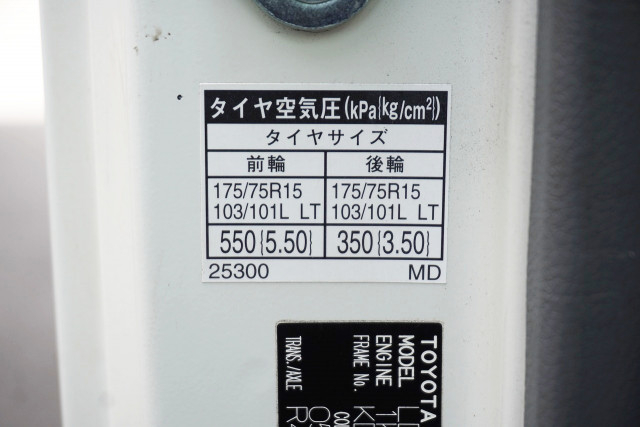 タイヤ空気圧(kPa{kg/cm²})
タイヤサイズ
前輪 後輪
175/75R15 175/75R15
103/101L LT 103/101L LT
550{5.50} 350{3.50}
25300 MD
TOYOTA
MODEL
ENGINE
FRAME No.
TRANS./AXLE